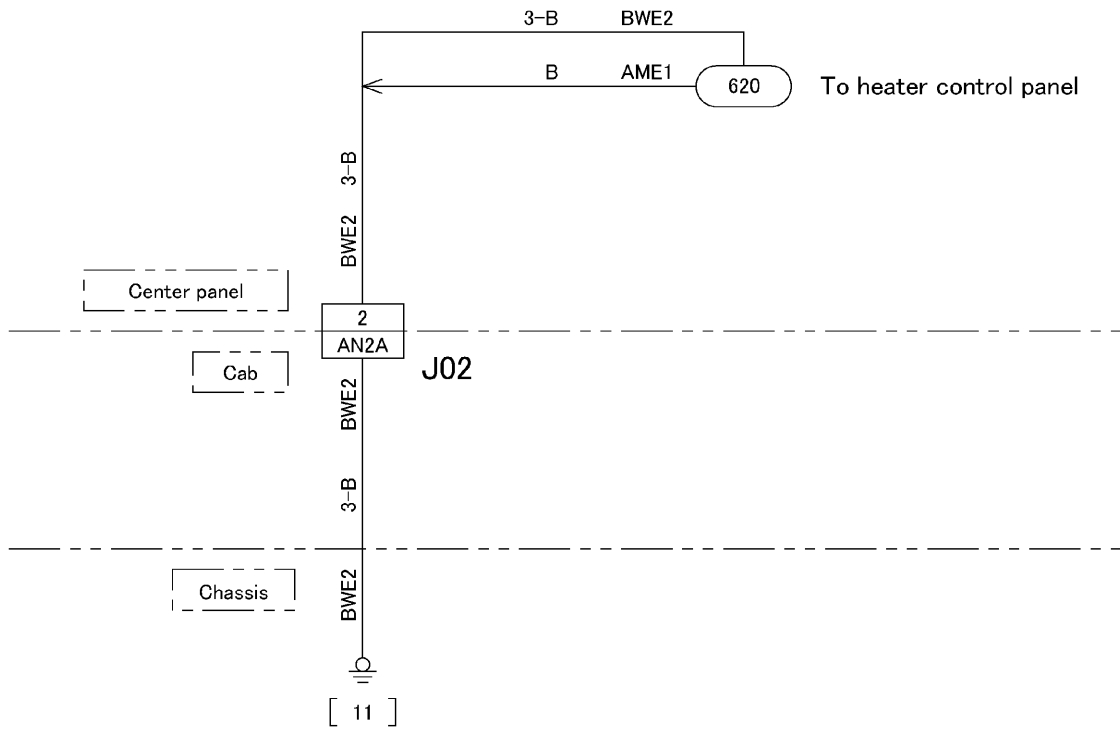 3-B BWE2
B AME1
620
To heater control panel
3-B
BWE2
Center panel
2
AN2A
J02
Cab
BWE2
3-B
Chassis
BWE2
[ 11 ]